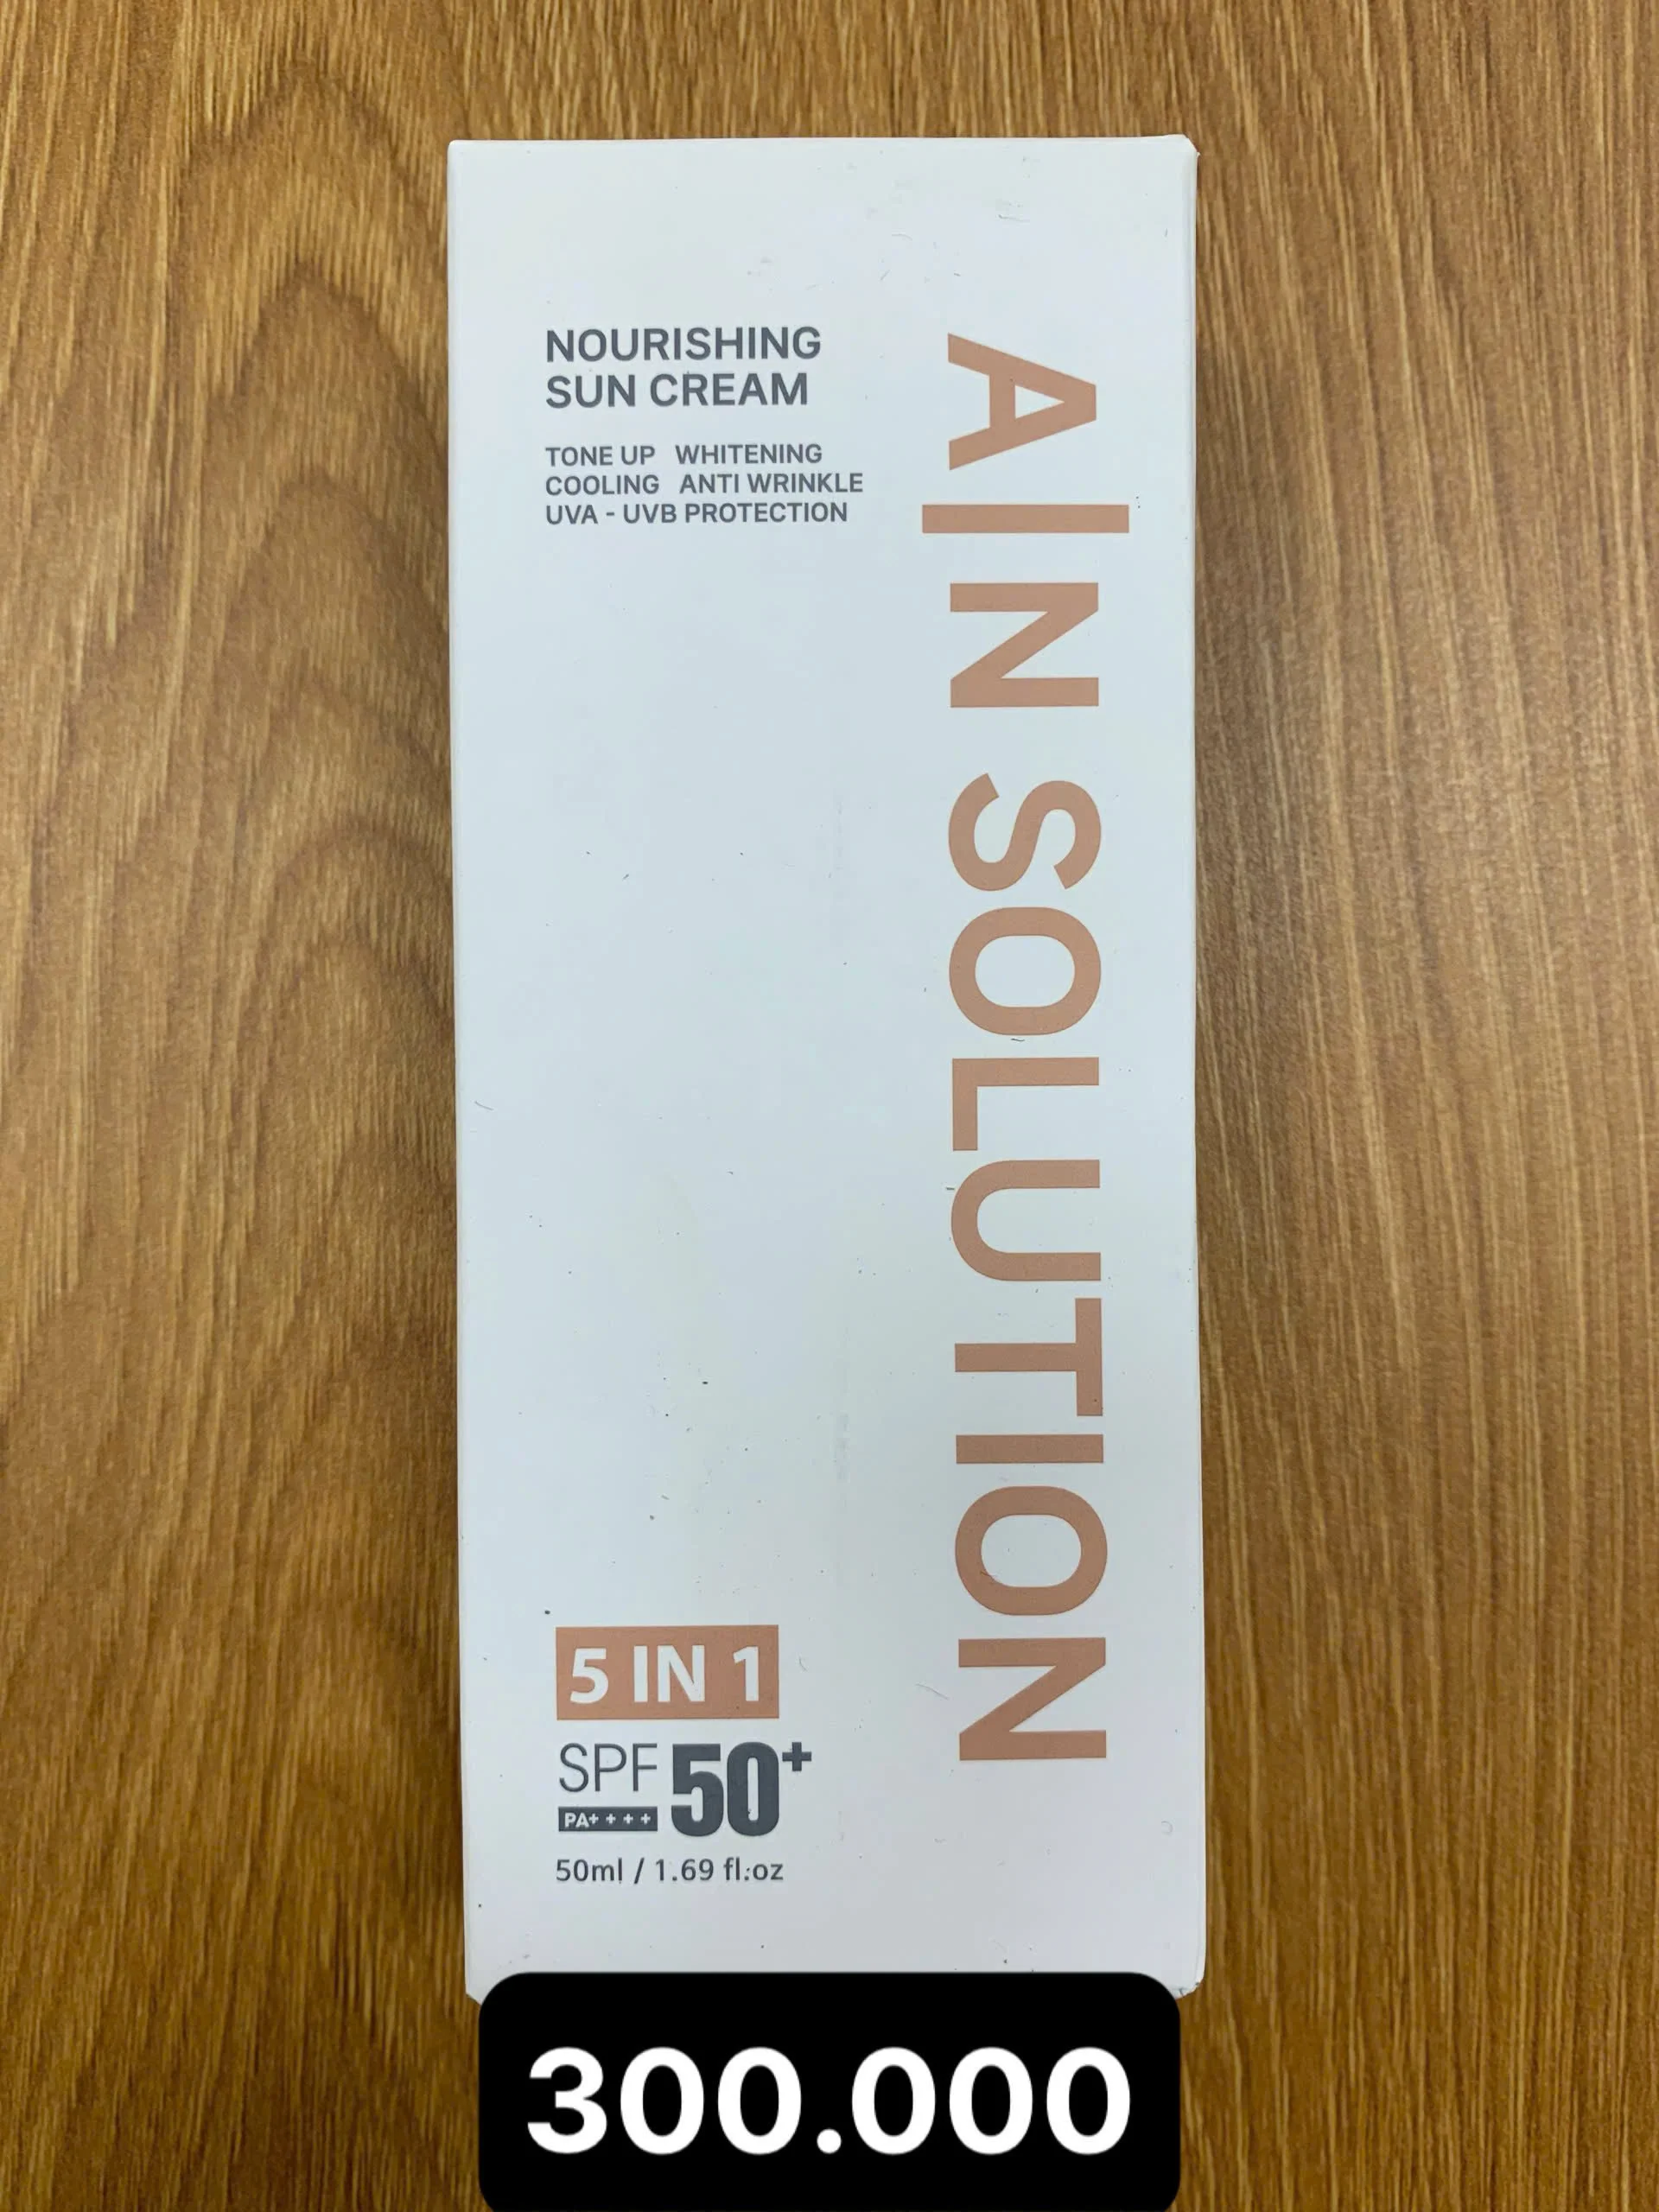 NOURISHING
SUN CREAM
TONE UP WHITENING
COOLING ANTI WRINKLE
UVA - UVB PROTECTION
A|N SOLUTION
5 IN 1
SPF 50+
PA++++
50ml / 1.69 fl.oz
300.000